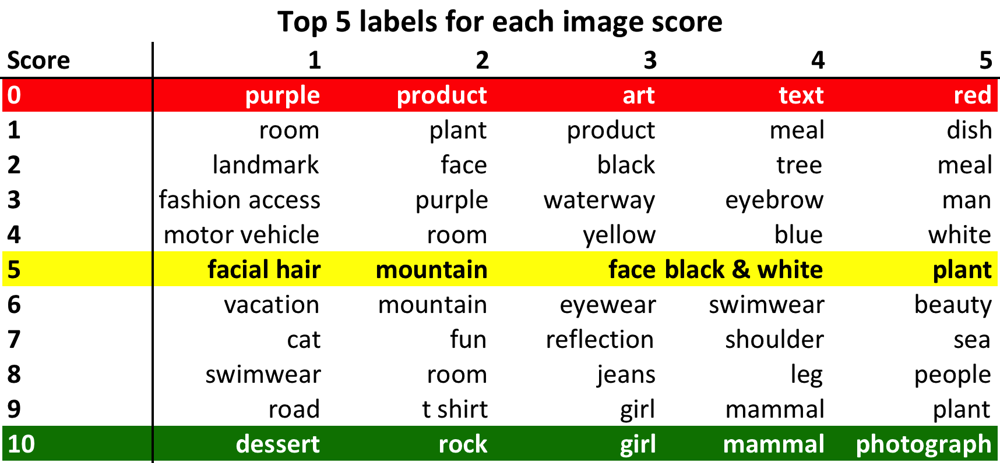 Top 5 labels for each image score
Score 1 2 3 4 5
0 purple product art text red
1 room plant product meal dish
2 landmark face black tree meal
3 fashion access purple waterway eyebrow man
4 motor vehicle room yellow blue white
5 facial hair mountain face black & white plant
6 vacation mountain eyewear swimwear beauty
7 cat fun reflection shoulder sea
8 swimwear room jeans leg people
9 road t shirt girl mammal plant
10 dessert rock girl mammal photograph